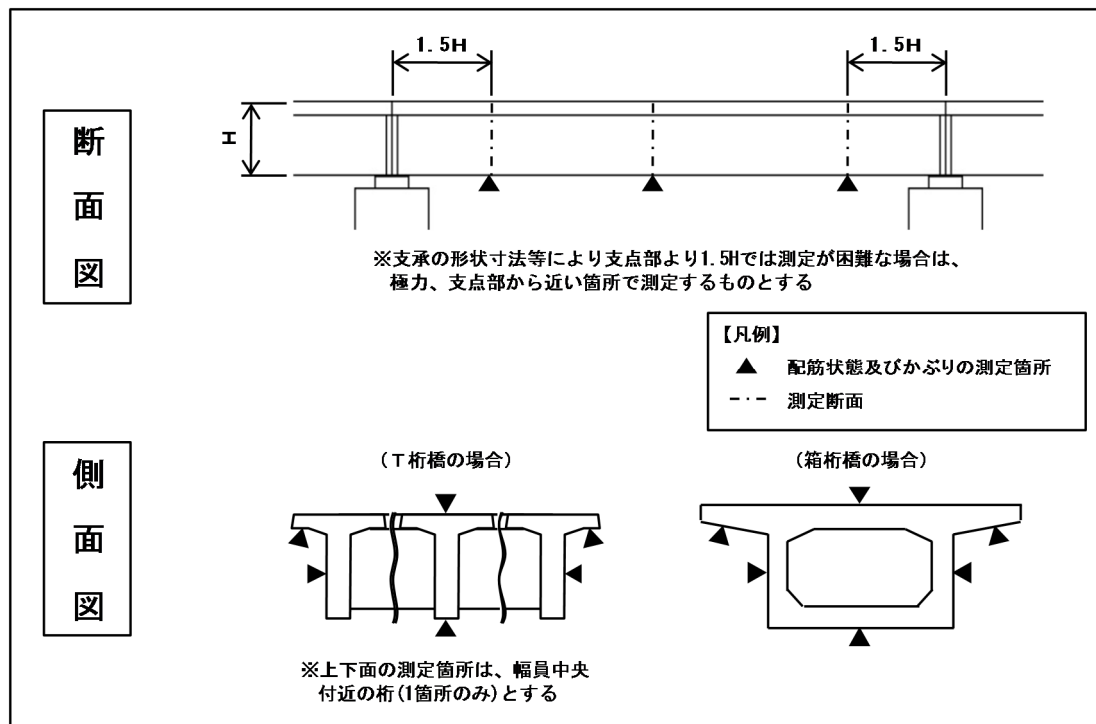 断面図
1.5H
1.5H
H
※支承の形状寸法等により支点部より1.5Hでは測定が困難な場合は、
極力、支点部から近い箇所で測定するものとする
【凡例】
▲ 配筋状態及びかぶりの測定箇所
測定断面
側面図
(T桁橋の場合)
(箱桁橋の場合)
※上下面の測定箇所は、幅員中央
付近の桁(1箇所のみ)とする